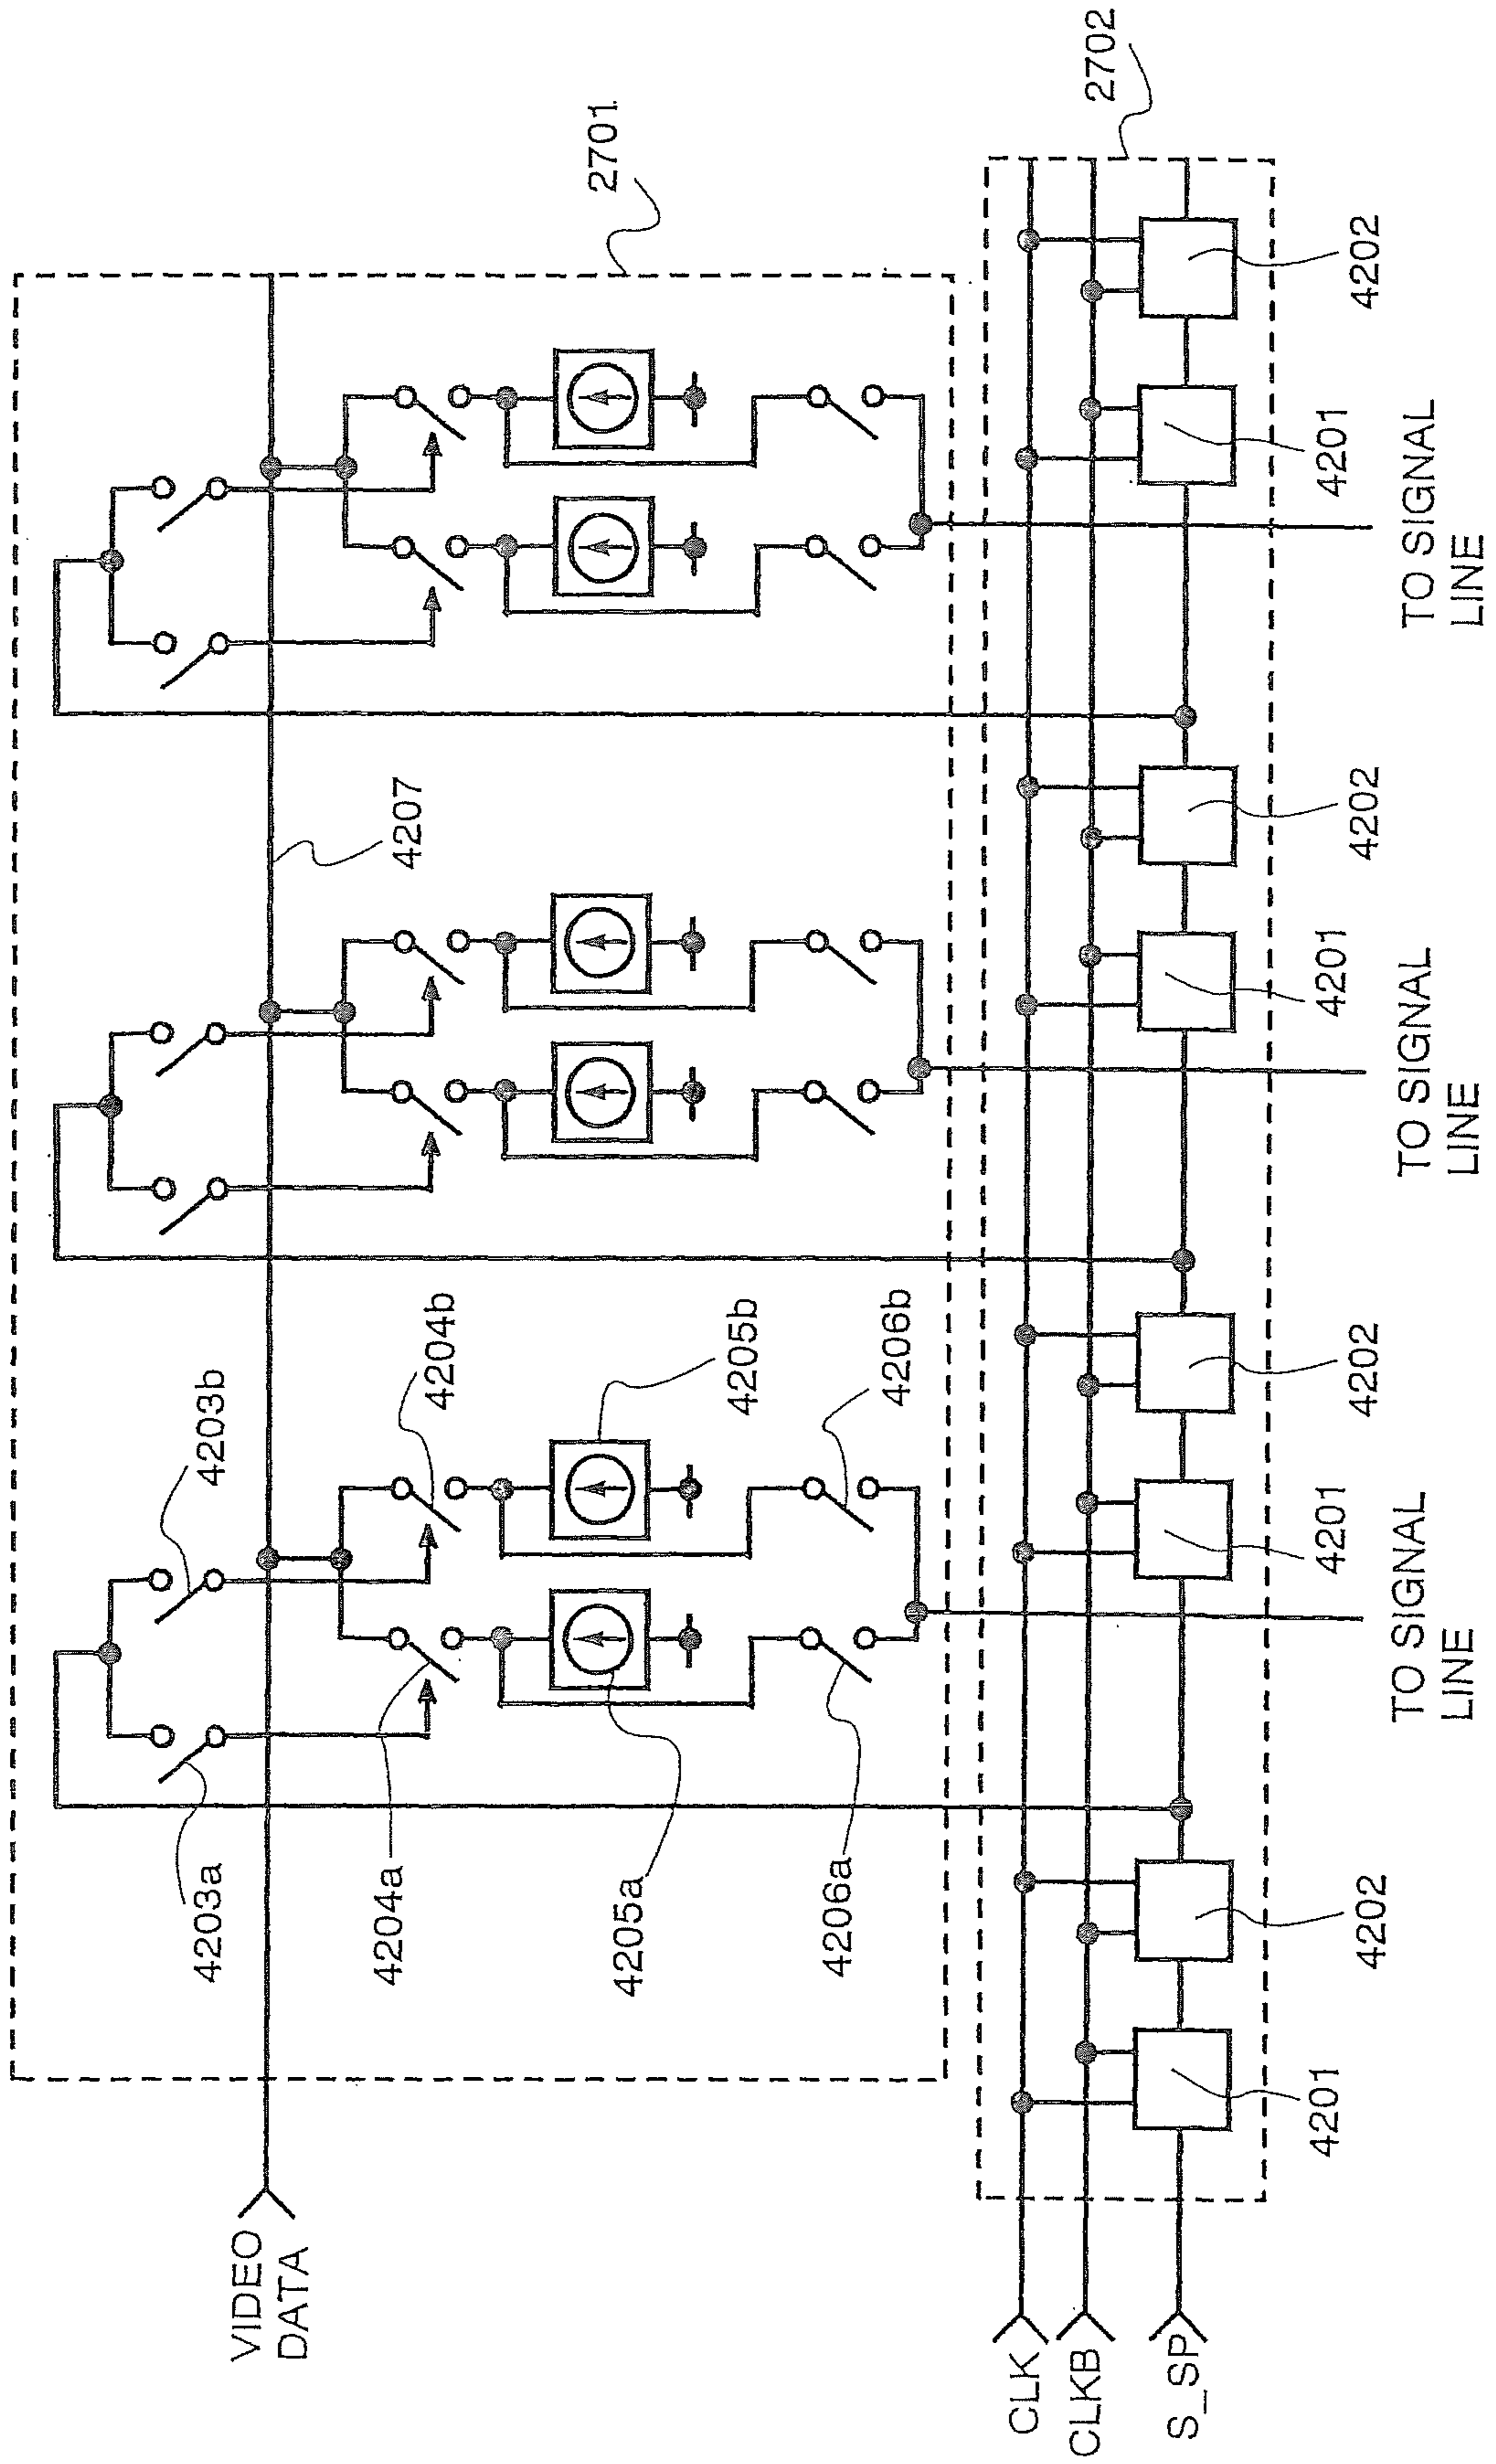 2701
2702
VIDEO
DATA
4207
4203a
4203b
4204a
4204b
4205a
4205b
4206a
4206b
CLK
CLKB
S_SP
4201
4202
4201
4202
4201
4202
4201
4202
TO SIGNAL
LINE
TO SIGNAL
LINE
TO SIGNAL
LINE